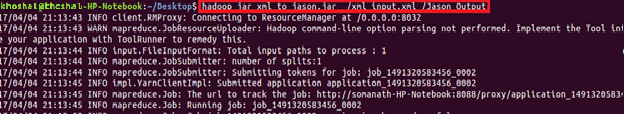 khoshal@khoshal-HP-Notebook:~/Desktop$ hadoop jar xml_to_jason.jar /xml_input.xml /Jason_Output
17/04/04 21:13:43 INFO client.RMProxy: Connecting to ResourceManager at /0.0.0.0:8032
17/04/04 21:13:43 WARN mapreduce.JobResourceUploader: Hadoop command-line option parsing not performed. Implement the Tool inte
e your application with ToolRunner to remedy this.
17/04/04 21:13:44 INFO input.FileInputFormat: Total input paths to process : 1
17/04/04 21:13:44 INFO mapreduce.JobSubmitter: number of splits:1
17/04/04 21:13:44 INFO mapreduce.JobSubmitter: Submitting tokens for job: job_1491320583456_0002
17/04/04 21:13:45 INFO impl.YarnClientImpl: Submitted application application_1491320583456_0002
17/04/04 21:13:45 INFO mapreduce.Job: The url to track the job: http://somanath-HP-Notebook:8088/proxy/application_149132058345
17/04/04 21:13:45 INFO mapreduce.Job: Running job: job_1491320583456_0002